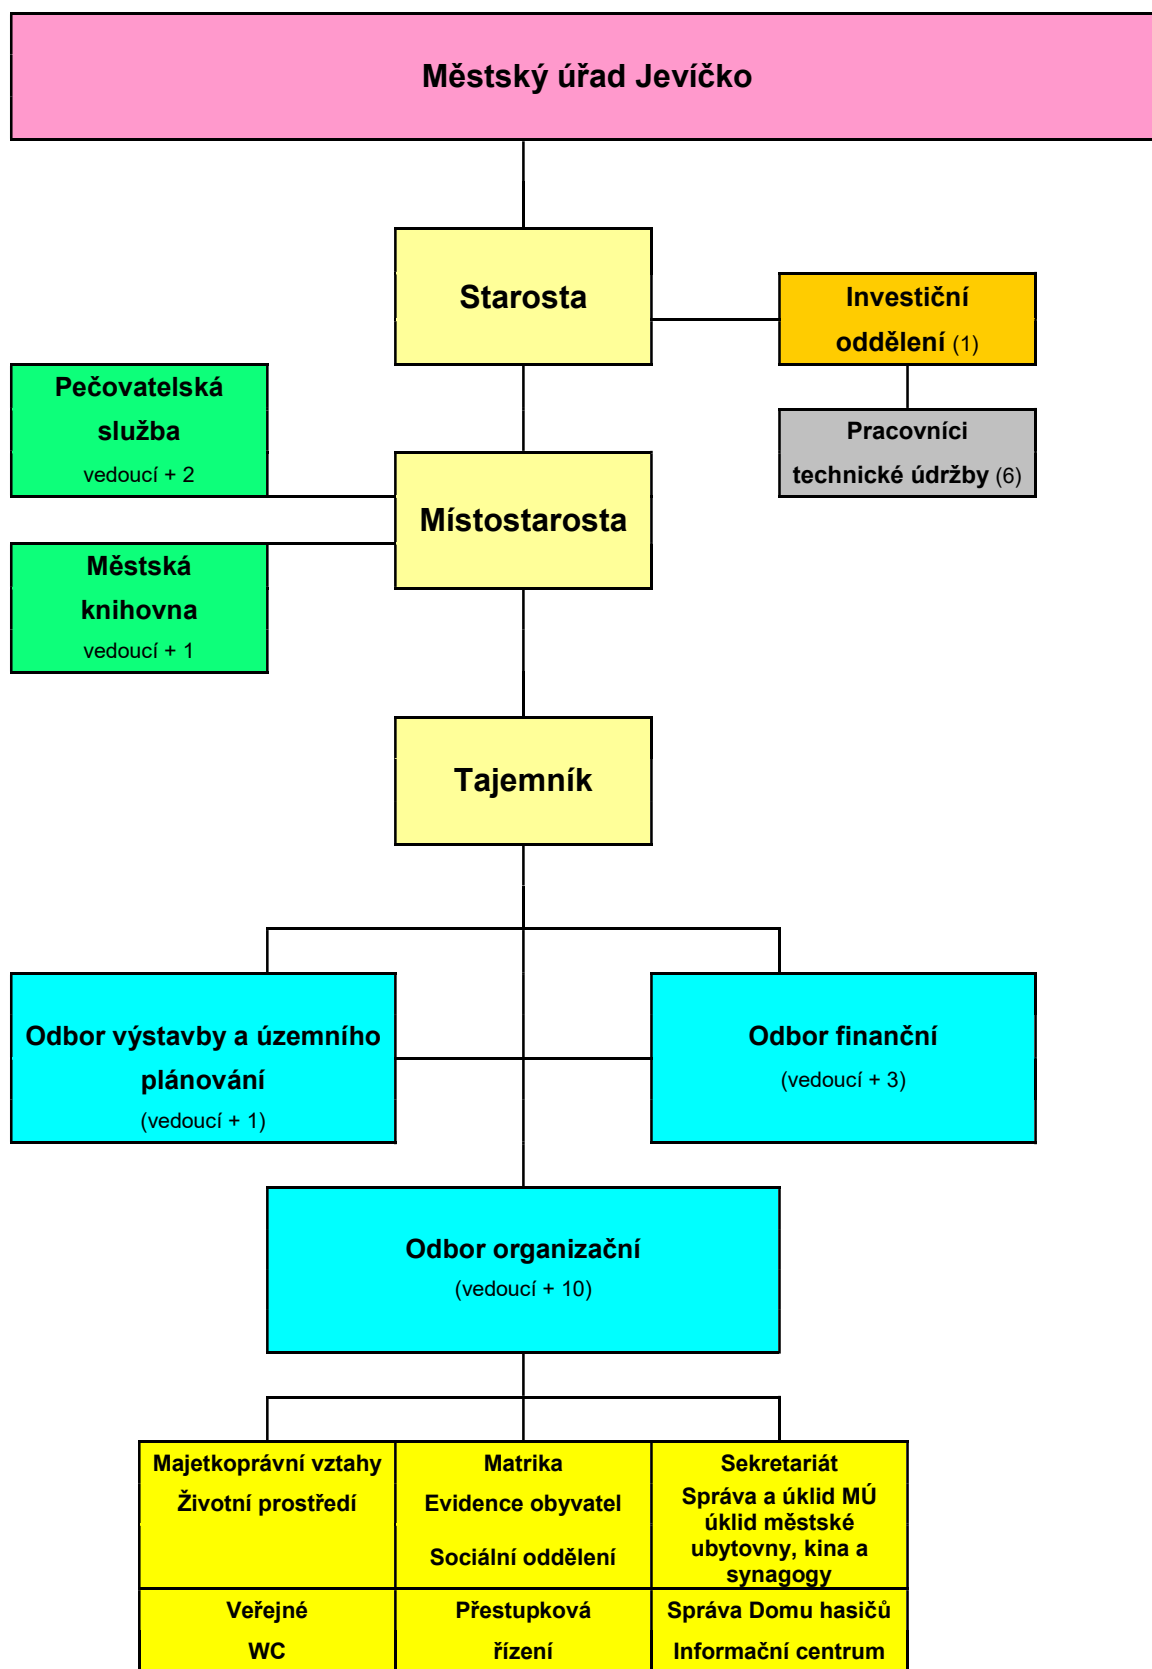 Městský úřad Jevíčko
Starosta
Investiční
oddělení (1)
Pečovatelská
služba
vedoucí + 2
Pracovníci
technické údržby (6)
Místostarosta
Městská
knihovna
vedoucí + 1
Tajemník
Odbor výstavby a územního
plánování
(vedoucí + 1)
Odbor finanční
(vedoucí + 3)
Odbor organizační
(vedoucí + 10)
Majetkoprávní vztahy
Životní prostředí
Matrika
Evidence obyvatel
Sociální oddělení
Sekretariát
Správa a úklid MÚ
úklid městské
ubytovny, kina a
synagogy
Veřejné
WC
Přestupková
řízení
Správa Domu hasičů
Informační centrum